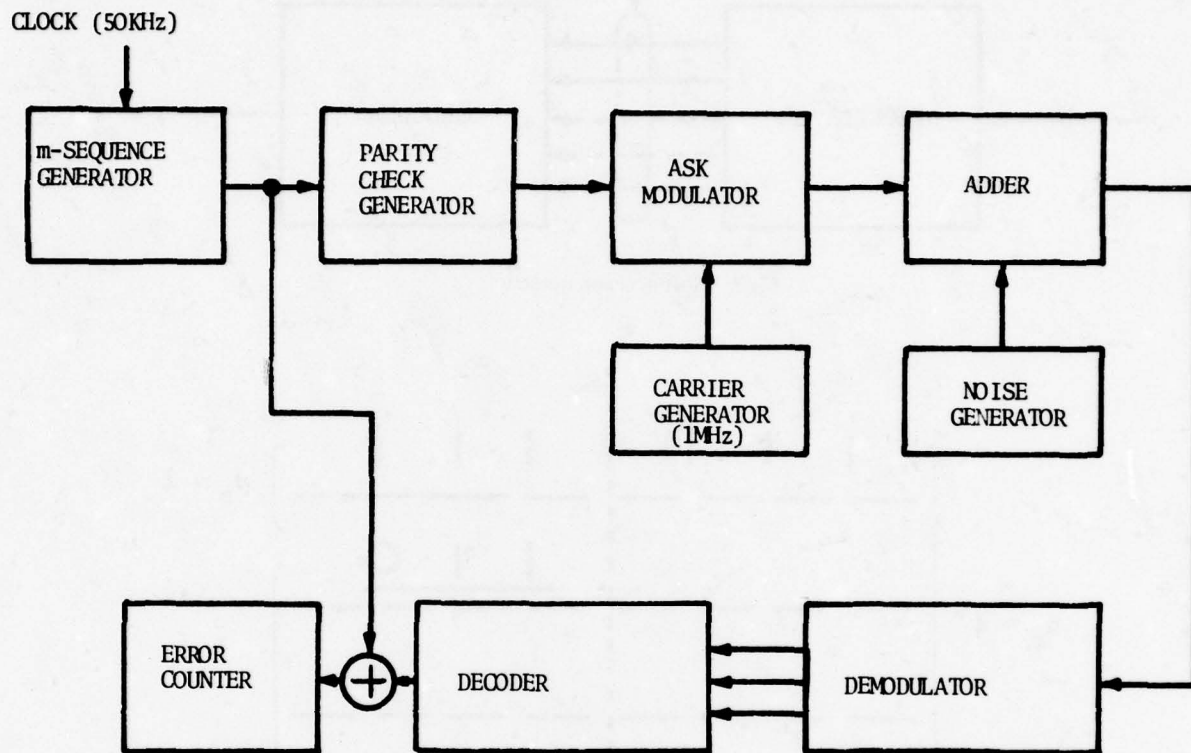 CLOCK (50KHz)
m-SEQUENCE
GENERATOR
PARITY
CHECK
GENERATOR
ASK
MODULATOR
ADDER
CARRIER
GENERATOR
(1MHz)
NOISE
GENERATOR
ERROR
COUNTER
+
DECODER
DEMODULATOR